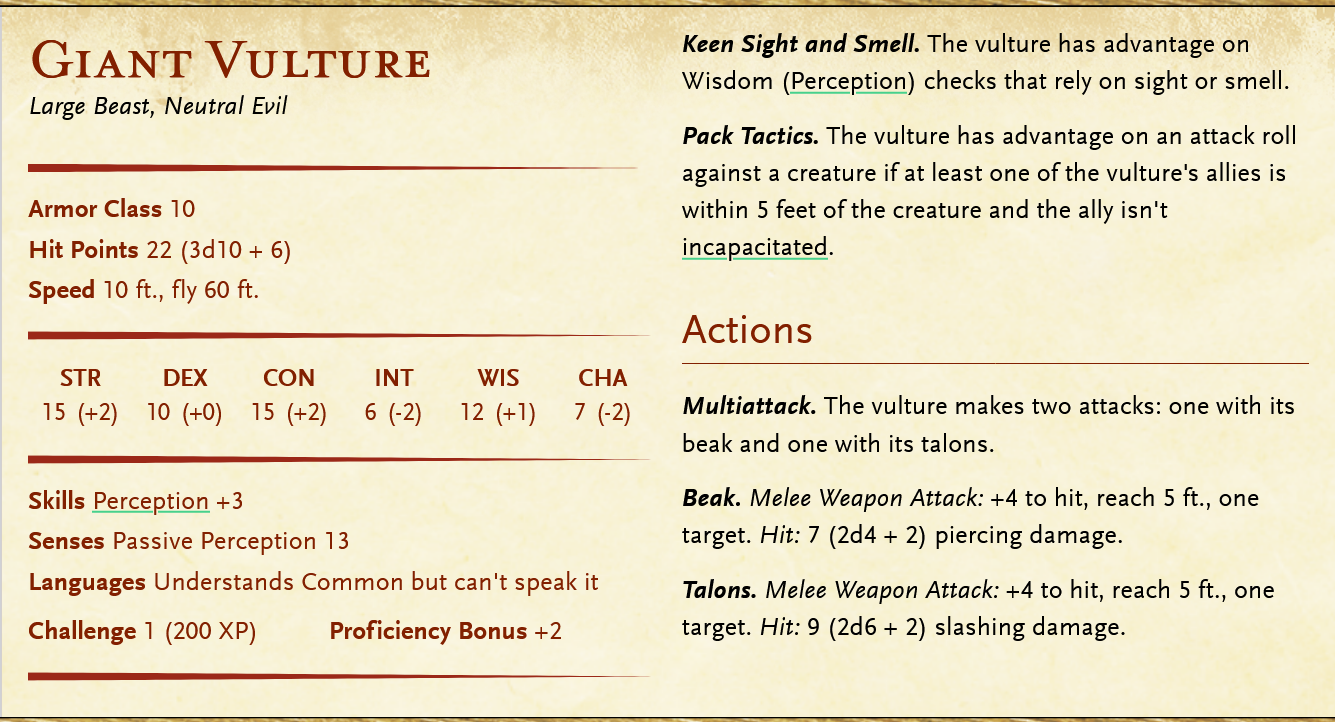 Giant Vulture
Large Beast, Neutral Evil
Armor Class 10
Hit Points 22 (3d10 + 6)
Speed 10 ft., fly 60 ft.
STR DEX CON INT WIS CHA
15 (+2) 10 (+0) 15 (+2) 6 (-2) 12 (+1) 7 (-2)
Skills Perception +3
Senses Passive Perception 13
Languages Understands Common but can't speak it
Challenge 1 (200 XP) Proficiency Bonus +2
Keen Sight and Smell. The vulture has advantage on
Wisdom (Perception) checks that rely on sight or smell.
Pack Tactics. The vulture has advantage on an attack roll
against a creature if at least one of the vulture's allies is
within 5 feet of the creature and the ally isn't
incapacitated.
Actions
Multiattack. The vulture makes two attacks: one with its
beak and one with its talons.
Beak. Melee Weapon Attack: +4 to hit, reach 5 ft., one
target. Hit: 7 (2d4 + 2) piercing damage.
Talons. Melee Weapon Attack: +4 to hit, reach 5 ft., one
target. Hit: 9 (2d6 + 2) slashing damage.